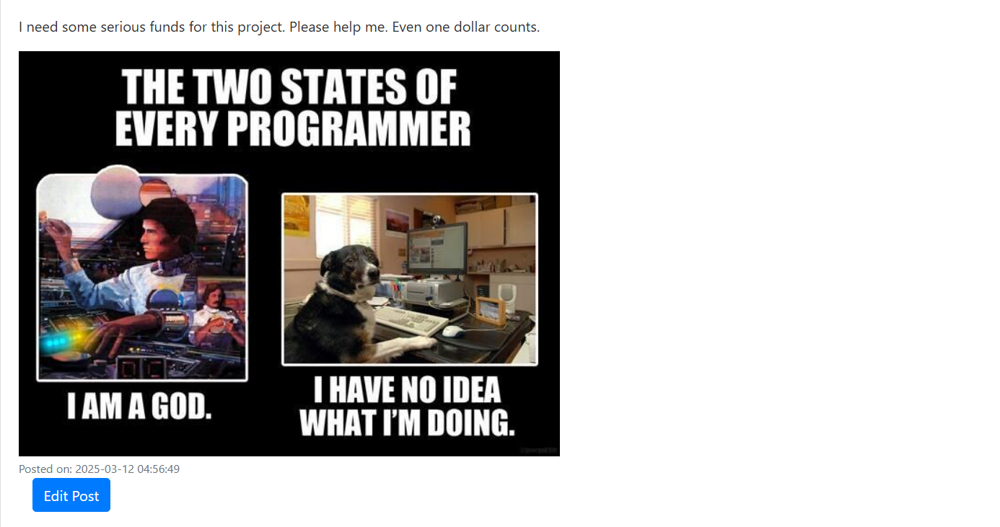 I need some serious funds for this project. Please help me. Even one dollar counts.
THE TWO STATES OF
EVERY PROGRAMMER
I AM A GOD.
I HAVE NO IDEA
WHAT I'M DOING.
Posted on: 2025-03-12 04:56:49
Edit Post